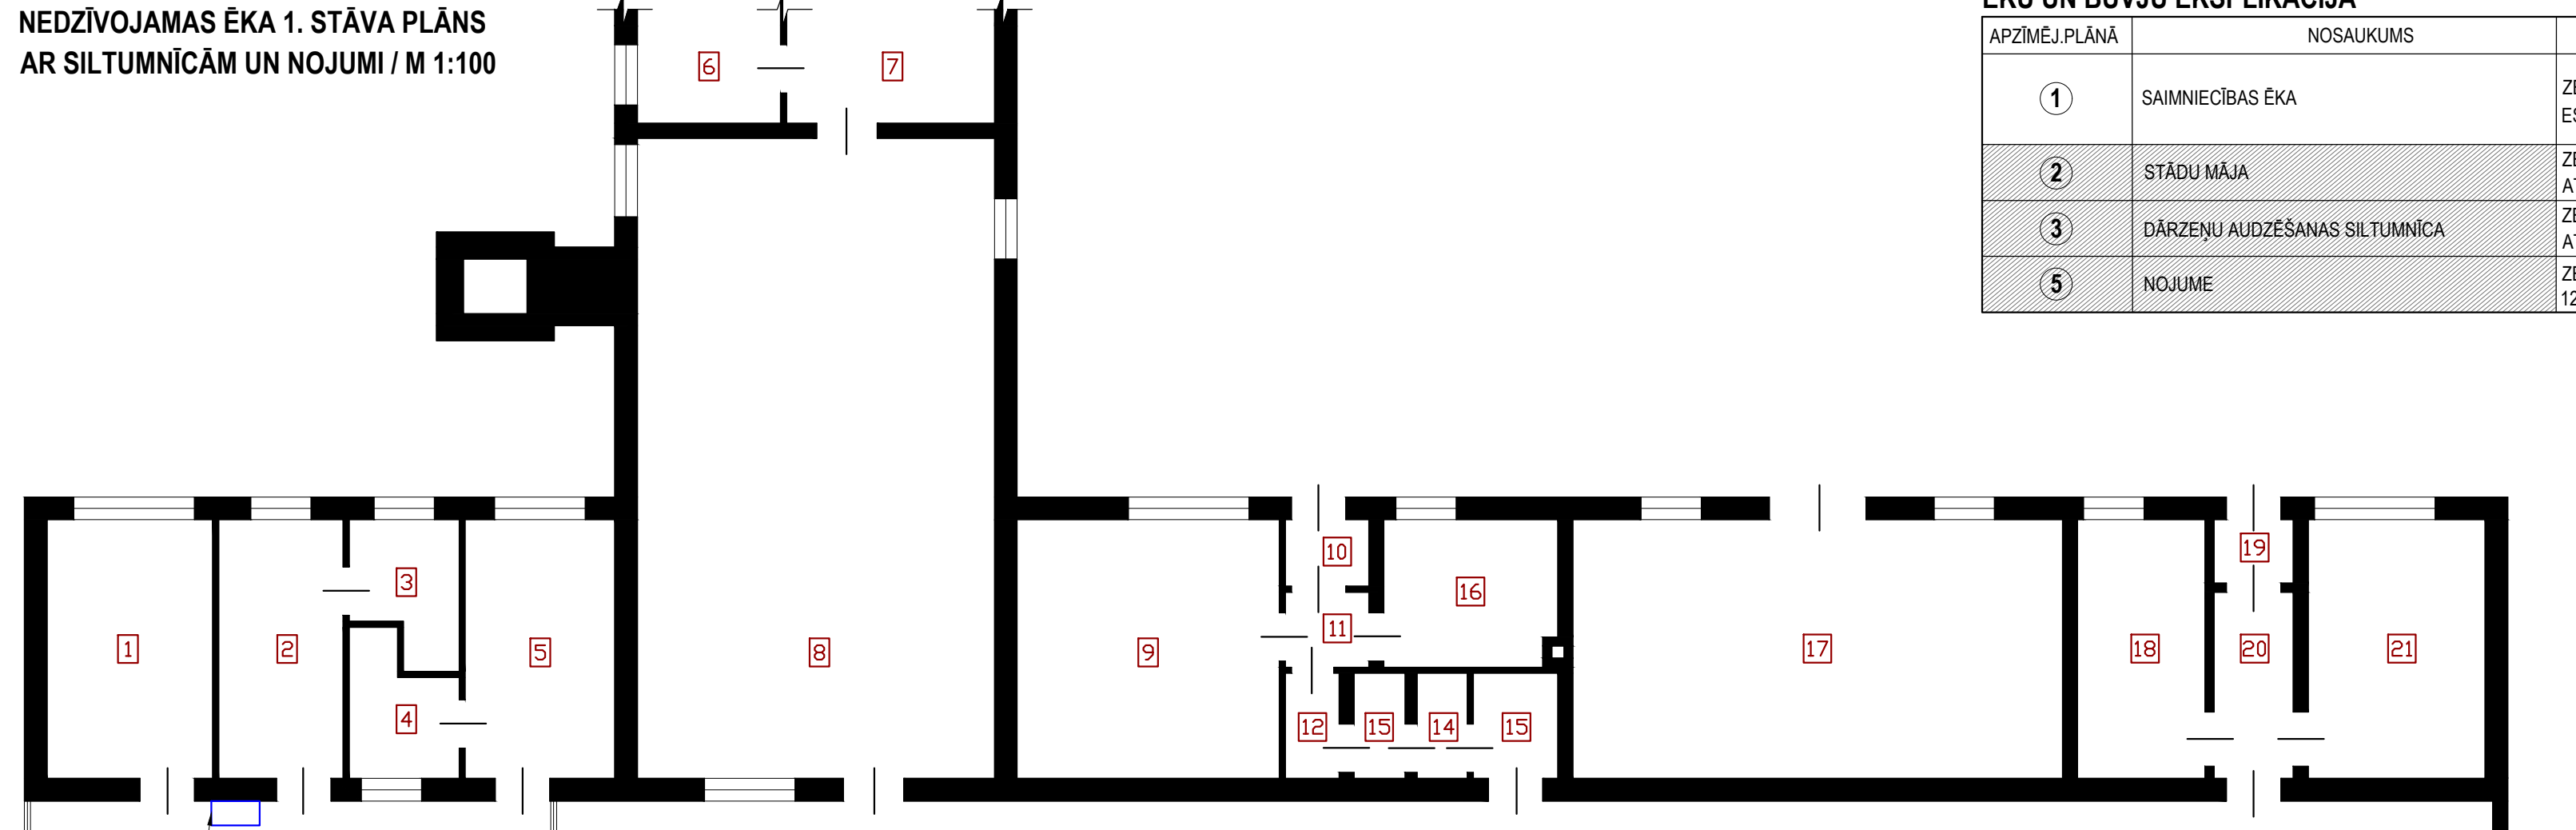 NEDZĪVOJAMAS ĒKA 1. STĀVA PLĀNS
AR SILTUMNĪCĀM UN NOJUMI / M 1:100
APZĪMĒJ.PLĀNĀ NOSAUKUMS
1 SAIMNIECĪBAS ĒKA
2 STĀDU MĀJA
3 DĀRZEŅU AUDZĒŠANAS SILTUMNĪCA
5 NOJUME
12
6 7
10
19
3
16
11
1 2 5 8 9 17 18 20 21
4
12 15 14 15